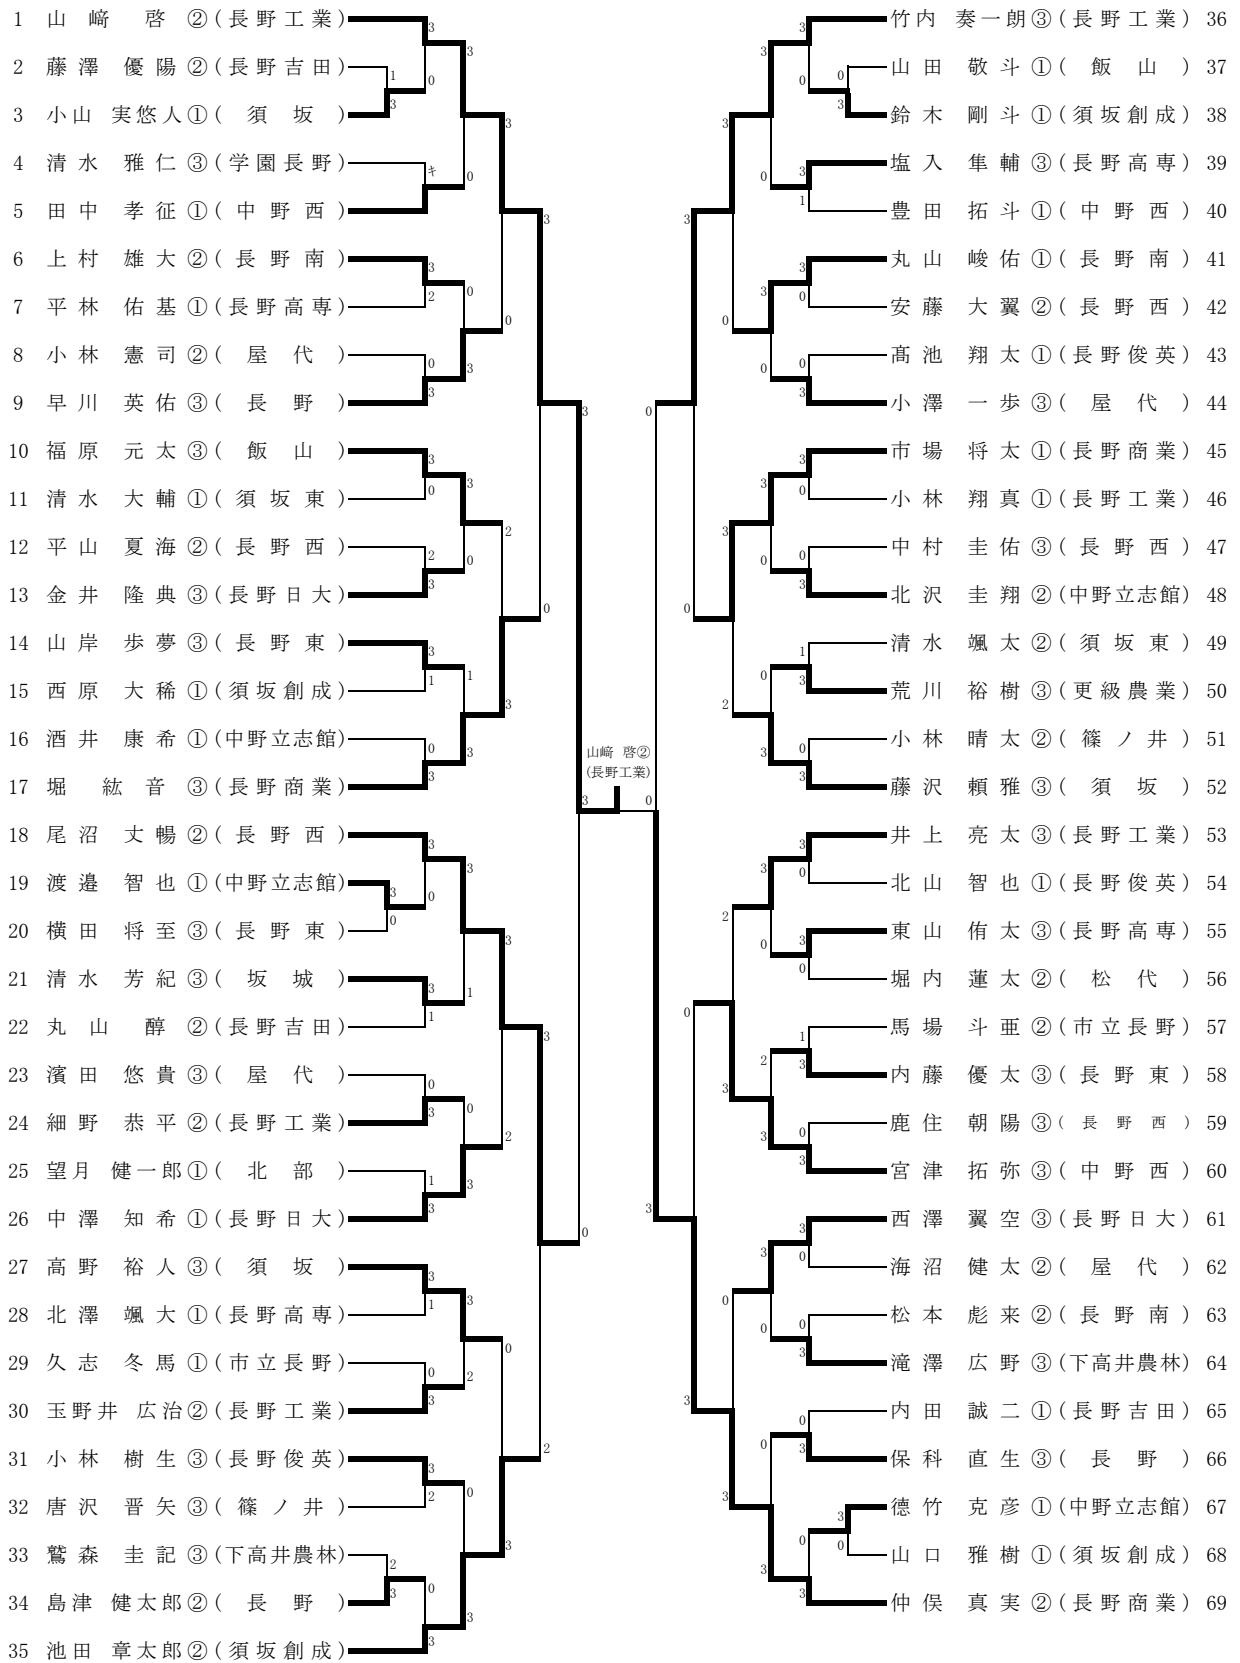 1 山﨑 啓 ②(長野工業)
2 藤澤 優陽 ②(長野吉田)
3 小山 実悠人①(須坂)
4 清水 雅仁 ③(学園長野)
5 田中 孝征 ①(中野西)
6 上村 雄大 ②(長野南)
7 平林 佑基 ①(長野高専)
8 小林 憲司 ②(屋代)
9 早川 英佑 ③(長野)
10 福原 元太 ③(飯山)
11 清水 大輔 ①(須坂東)
12 平山 夏海 ②(長野西)
13 金井 隆典 ③(長野日大)
14 山岸 歩夢 ③(長野東)
15 西原 大稀 ①(須坂創成)
16 酒井 康希 ①(中野立志館)
17 堀 紘音 ③(長野商業)
18 尾沼 丈暢 ②(長野西)
19 渡邉 智也 ①(中野立志館)
20 横田 将至 ③(長野東)
21 清水 芳紀 ③(坂城)
22 丸山 醇 ②(長野吉田)
23 濱田 悠貴 ③(屋代)
24 細野 恭平 ②(長野工業)
25 望月 健一郎①(北部)
26 中澤 知希 ①(長野日大)
27 高野 裕人 ③(須坂)
28 北澤 颯大 ①(長野高専)
29 久志 冬馬 ①(市立長野)
30 玉野井 広治②(長野工業)
31 小林 樹生 ③(長野俊英)
32 唐沢 晋矢 ③(篠ノ井)
33 鷲森 圭記 ③(下高井農林)
34 島津 健太郎②(長野)
35 池田 章太郎②(須坂創成)
山﨑 啓②
(長野工業)
竹内 奏一朗③(長野工業) 36
山田 敬斗 ①(飯山) 37
鈴木 剛斗 ①(須坂創成) 38
塩入 隼輔 ③(長野高専) 39
豊田 拓斗 ①(中野西) 40
丸山 峻佑 ①(長野南) 41
安藤 大翼 ②(長野西) 42
髙池 翔太 ①(長野俊英) 43
小澤 一歩 ③(屋代) 44
市場 将太 ①(長野商業) 45
小林 翔真 ①(長野工業) 46
中村 圭佑 ③(長野西) 47
北沢 圭翔 ②(中野立志館) 48
清水 颯太 ②(須坂東) 49
荒川 裕樹 ③(更級農業) 50
小林 晴太 ②(篠ノ井) 51
藤沢 頼雅 ③(須坂) 52
井上 亮太 ③(長野工業) 53
北山 智也 ①(長野俊英) 54
東山 侑太 ③(長野高専) 55
堀内 蓮太 ②(松代) 56
馬場 斗亜 ②(市立長野) 57
内藤 優太 ③(長野東) 58
鹿住 朝陽 ③(長野西) 59
宮津 拓弥 ③(中野西) 60
西澤 翼空 ③(長野日大) 61
海沼 健太 ②(屋代) 62
松本 彪来 ②(長野南) 63
滝澤 広野 ③(下高井農林) 64
内田 誠二 ①(長野吉田) 65
保科 直生 ③(長野) 66
德竹 克彦 ①(中野立志館) 67
山口 雅樹 ①(須坂創成) 68
仲俣 真実 ②(長野商業) 69